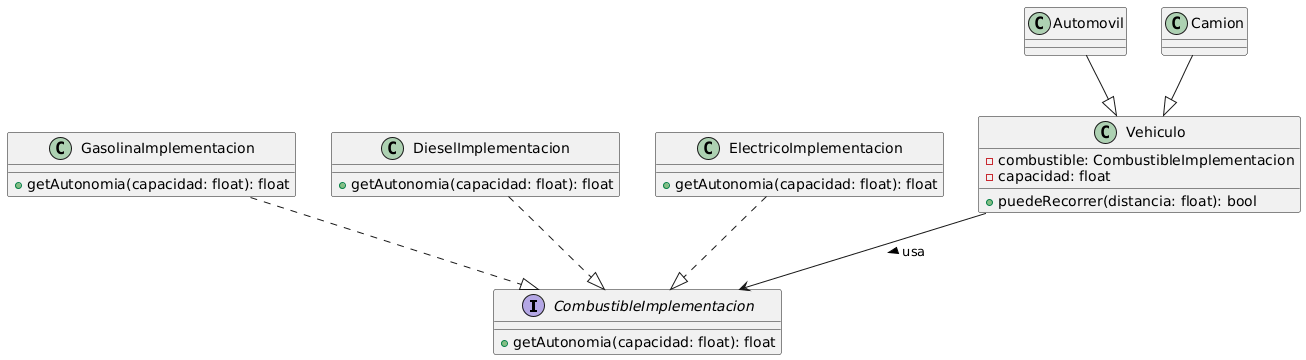 C Automovil
C Camion
C GasolinaImplementacion
getAutonomia(capacidad: float): float
C DieselImplementacion
getAutonomia(capacidad: float): float
C ElectricoImplementacion
getAutonomia(capacidad: float): float
C Vehiculo
combustible: CombustibleImplementacion
capacidad: float
puedeRecorrer(distancia: float): bool
usa
I CombustibleImplementacion
getAutonomia(capacidad: float): float